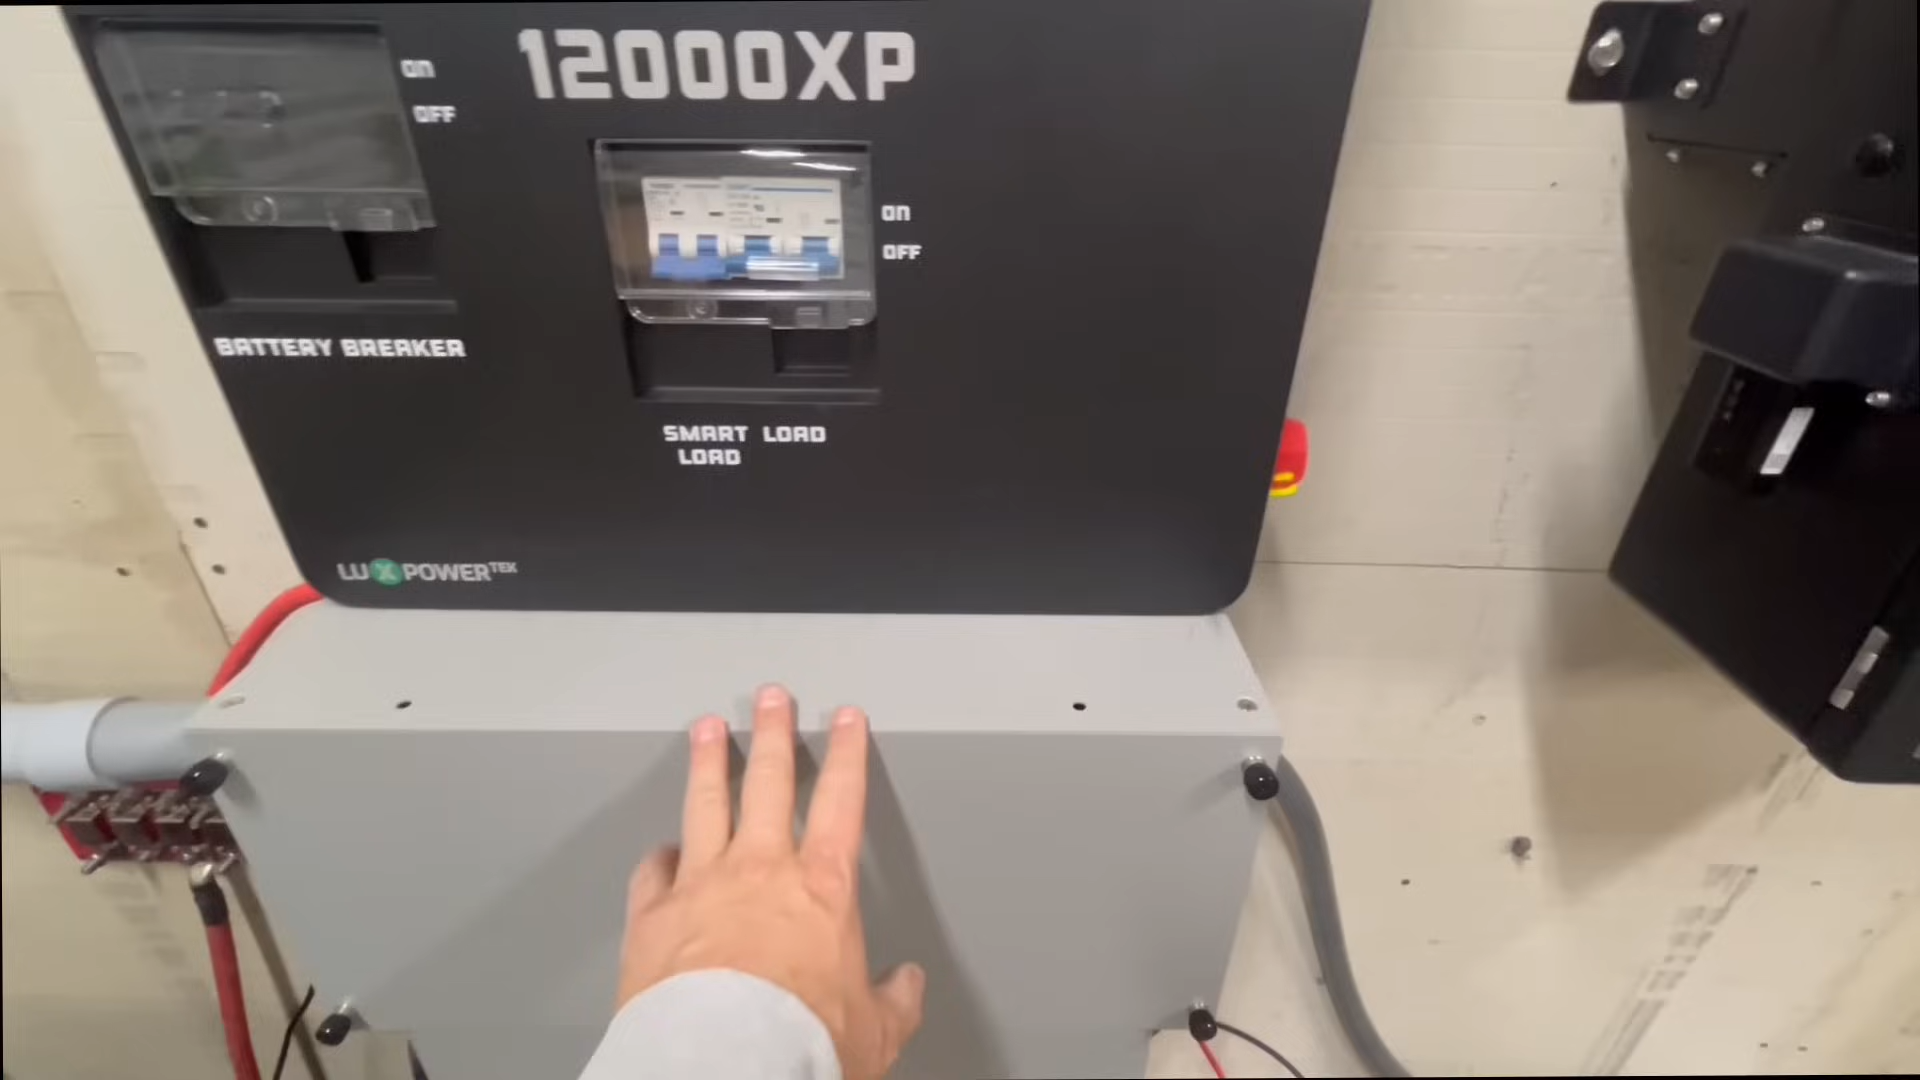 12000XP
ON
OFF
ON
OFF
BATTERY BREAKER
SMART LOAD
LOAD
LUXPOWERTEK